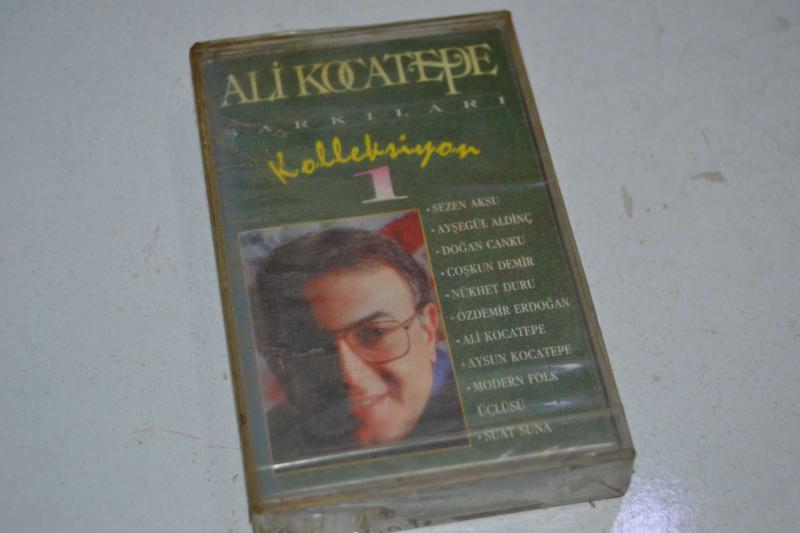 ALİ KOCATEPE
ŞARKILARI
Kolleksiyon
1
• SEZEN AKSU
• AYŞEGÜL ALDİNÇ
• DOĞAN CANKU
• COŞKUN DEMİR
• NÜKHET DURU
• ÖZDEMİR ERDOĞAN
• ALİ KOCATEPE
• AYSUN KOCATEPE
• MODERN FOLK
ÜÇLÜSÜ
• SUAT SUNA